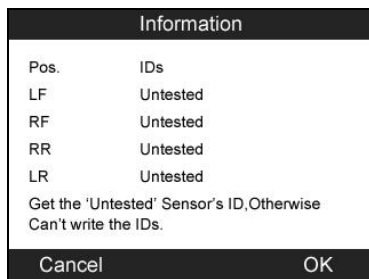 Information
Pos. IDs
LF Untested
RF Untested
RR Untested
LR Untested
Get the ‘Untested’ Sensor’s ID,Otherwise
Can’t write the IDs.
Cancel OK